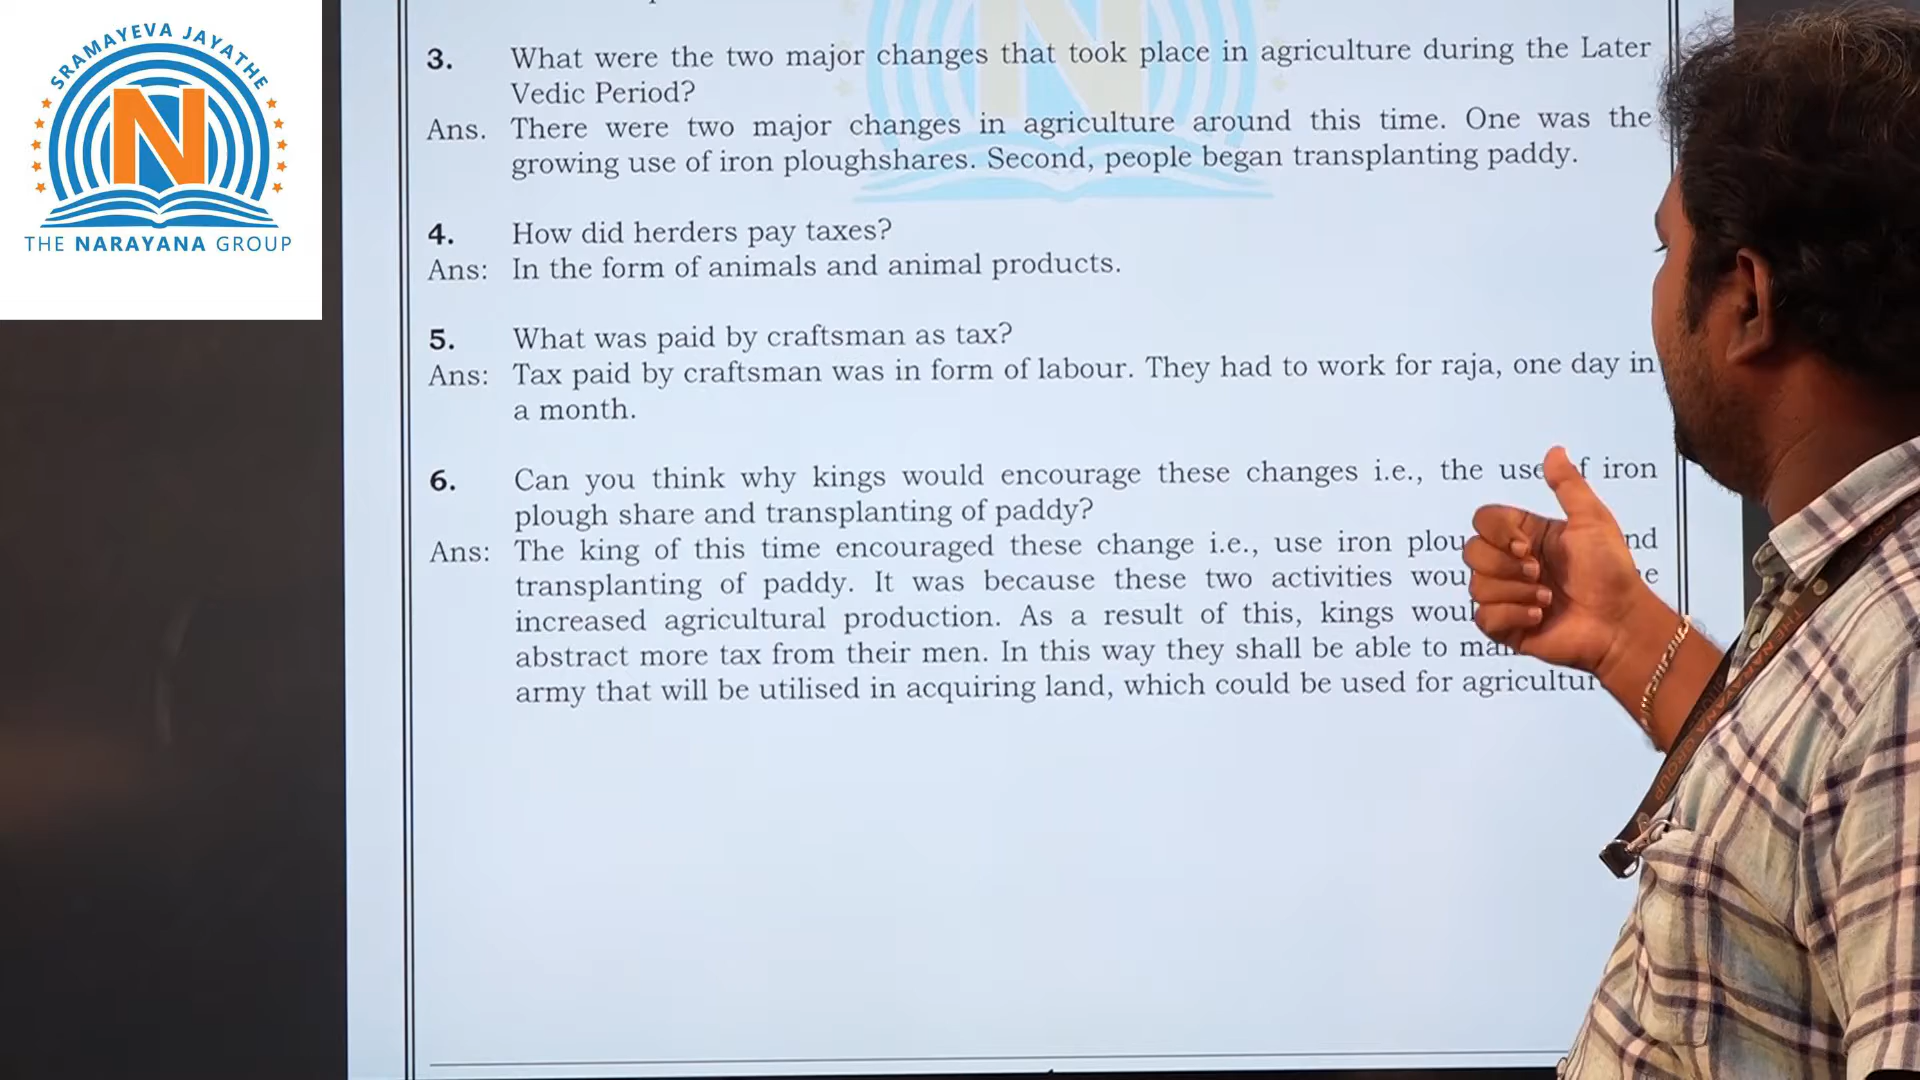 SRAMAYEVA JAYATHE
N
THE NARAYANA GROUP
3. What were the two major changes that took place in agriculture during the Later
Vedic Period?
Ans. There were two major changes in agriculture around this time. One was the
growing use of iron ploughshares. Second, people began transplanting paddy.
4. How did herders pay taxes?
Ans: In the form of animals and animal products.
5. What was paid by craftsman as tax?
Ans: Tax paid by craftsman was in form of labour. They had to work for raja, one day in
a month.
6. Can you think why kings would encourage these changes i.e., the use of iron
plough share and transplanting of paddy?
Ans: The king of this time encouraged these change i.e., use iron
transplanting of paddy. It was because these two activities
increased agricultural production. As a result of this, kings
abstract more tax from their men. In this way they shall be able to
army that will be utilised in acquiring land, which could be used for